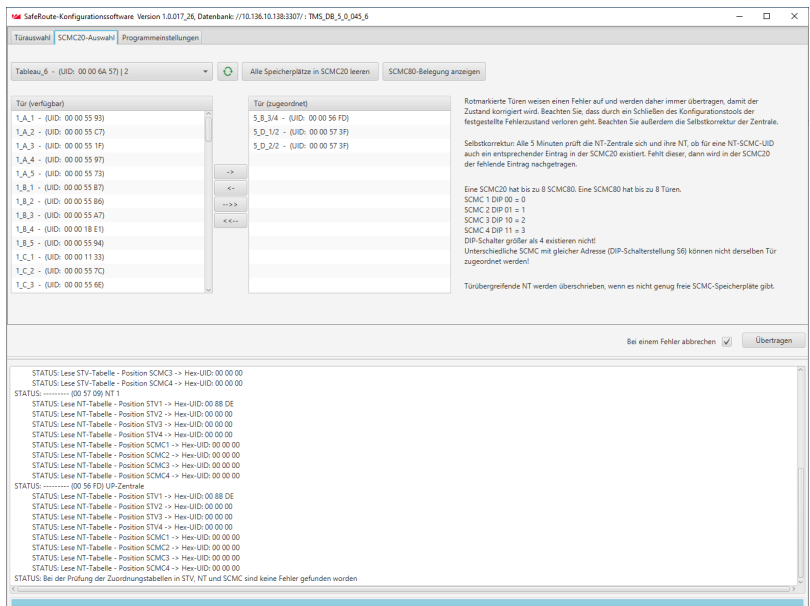 SafeRoute-Konfigurationssoftware Version 1.0.017_26, Datenbank: //10.136.10.138:3307/ : TMS_DB_5_0_045_6
Türauswahl SCMC20-Auswahl Programmeinstellungen
Tableau_6 - (UID: 00 00 6A 57) | 2
Alle Speicherplätze in SCMC20 leeren
SCMC80-Belegung anzeigen
Tür (verfügbar)
1_A_1 - (UID: 00 00 55 93)
1_A_2 - (UID: 00 00 55 C7)
1_A_3 - (UID: 00 00 55 1F)
1_A_4 - (UID: 00 00 55 97)
1_A_5 - (UID: 00 00 55 73)
1_B_1 - (UID: 00 00 55 B7)
1_B_2 - (UID: 00 00 55 B6)
1_B_3 - (UID: 00 00 55 A7)
1_B_4 - (UID: 00 00 18 E1)
1_B_5 - (UID: 00 00 55 94)
1_C_1 - (UID: 00 00 11 33)
1_C_2 - (UID: 00 00 55 7C)
1_C_3 - (UID: 00 00 55 6E)
->
<-
-->>
<<--
Tür (zugeordnet)
5_B_3/4 - (UID: 00 00 56 FD)
5_D_1/2 - (UID: 00 00 57 3F)
5_D_2/2 - (UID: 00 00 57 3F)
Rotmarkierte Türen weisen einen Fehler auf und werden daher immer übertragen, damit der
Zustand korrigiert wird. Beachten Sie, dass durch ein Schließen des Konfigurationstools der
festgestellte Fehlerzustand verloren geht. Beachten Sie außerdem die Selbstkorrektur der Zentrale.
Selbstkorrektur: Alle 5 Minuten prüft die NT-Zentrale sich und ihre NT, ob für eine NT-SCMC-UID
auch ein entsprechender Eintrag in der SCMC20 existiert. Fehlt dieser, dann wird in der SCMC20
der fehlende Eintrag nachgetragen.
Eine SCMC20 hat bis zu 8 SCMC80. Eine SCMC80 hat bis zu 8 Türen.
SCMC 1 DIP 00 = 0
SCMC 2 DIP 01 = 1
SCMC 3 DIP 10 = 2
SCMC 4 DIP 11 = 3
DIP-Schalter größer als 4 existieren nicht!
Unterschiedliche SCMC mit gleicher Adresse (DIP-Schalterstellung S6) können nicht derselben Tür
zugeordnet werden!
Türübergreifende NT werden überschrieben, wenn es nicht genug freie SCMC-Speicherpläte gibt.
Bei einem Fehler abbrechen
Übertragen
STATUS: Lese STV-Tabelle - Position SCMC3 -> Hex-UID: 00 00 00
STATUS: Lese STV-Tabelle - Position SCMC4 -> Hex-UID: 00 00 00
STATUS: --------- (00 57 09) NT 1
STATUS: Lese NT-Tabelle - Position STV1 -> Hex-UID: 00 8B DE
STATUS: Lese NT-Tabelle - Position STV2 -> Hex-UID: 00 00 00
STATUS: Lese NT-Tabelle - Position STV3 -> Hex-UID: 00 00 00
STATUS: Lese NT-Tabelle - Position STV4 -> Hex-UID: 00 00 00
STATUS: Lese NT-Tabelle - Position SCMC1 -> Hex-UID: 00 00 00
STATUS: Lese NT-Tabelle - Position SCMC2 -> Hex-UID: 00 00 00
STATUS: Lese NT-Tabelle - Position SCMC3 -> Hex-UID: 00 00 00
STATUS: Lese NT-Tabelle - Position SCMC4 -> Hex-UID: 00 00 00
STATUS: --------- (00 56 FD) UP-Zentrale
STATUS: Lese NT-Tabelle - Position STV1 -> Hex-UID: 00 8B DE
STATUS: Lese NT-Tabelle - Position STV2 -> Hex-UID: 00 00 00
STATUS: Lese NT-Tabelle - Position STV3 -> Hex-UID: 00 00 00
STATUS: Lese NT-Tabelle - Position STV4 -> Hex-UID: 00 00 00
STATUS: Lese NT-Tabelle - Position SCMC1 -> Hex-UID: 00 00 00
STATUS: Lese NT-Tabelle - Position SCMC2 -> Hex-UID: 00 00 00
STATUS: Lese NT-Tabelle - Position SCMC3 -> Hex-UID: 00 00 00
STATUS: Lese NT-Tabelle - Position SCMC4 -> Hex-UID: 00 00 00
STATUS: Bei der Prüfung der Zuordnungstabellen in STV, NT und SCMC sind keine Fehler gefunden worden